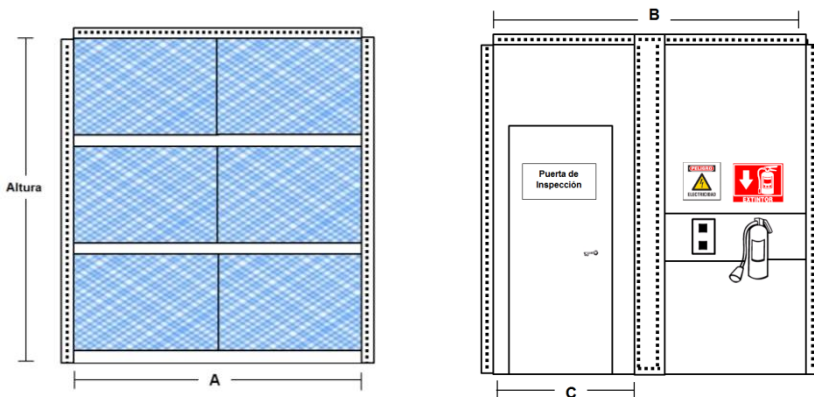 B
Altura
PELIGRO
ELECTRICIDAD
EXTINTOR
Puerta de
Inspección
A
C